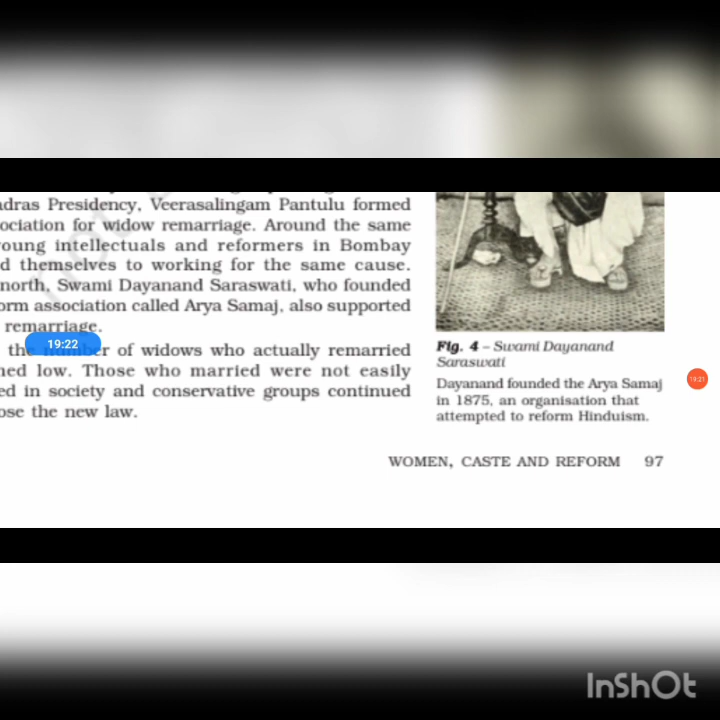 adras Presidency, Veerasalingam Pantulu formed
ociation for widow remarriage. Around the same
oung intellectuals and reformers in Bombay
d themselves to working for the same cause.
north, Swami Dayanand Saraswati, who founded
orm association called Arya Samaj, also supported
remarriage.
the number of widows who actually remarried
ned low. Those who married were not easily
ed in society and conservative groups continued
ose the new law.
19:22
Fig. 4 – Swami Dayanand
Saraswati
Dayanand founded the Arya Samaj
in 1875, an organisation that
attempted to reform Hinduism.
19:21
WOMEN, CASTE AND REFORM 97
InShOt